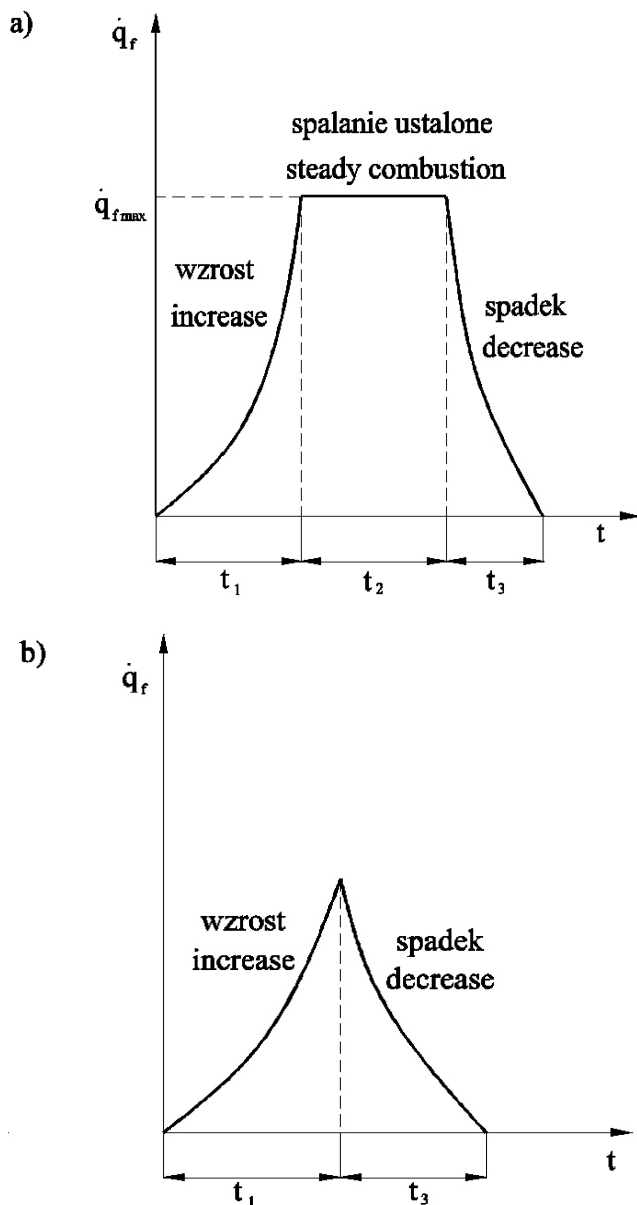 a)
q̇f
spalanie ustalone
steady combustion
q̇f max
wzrost
increase
spadek
decrease
t
t1
t2
t3
b)
q̇f
wzrost
increase
spadek
decrease
t
t1
t3